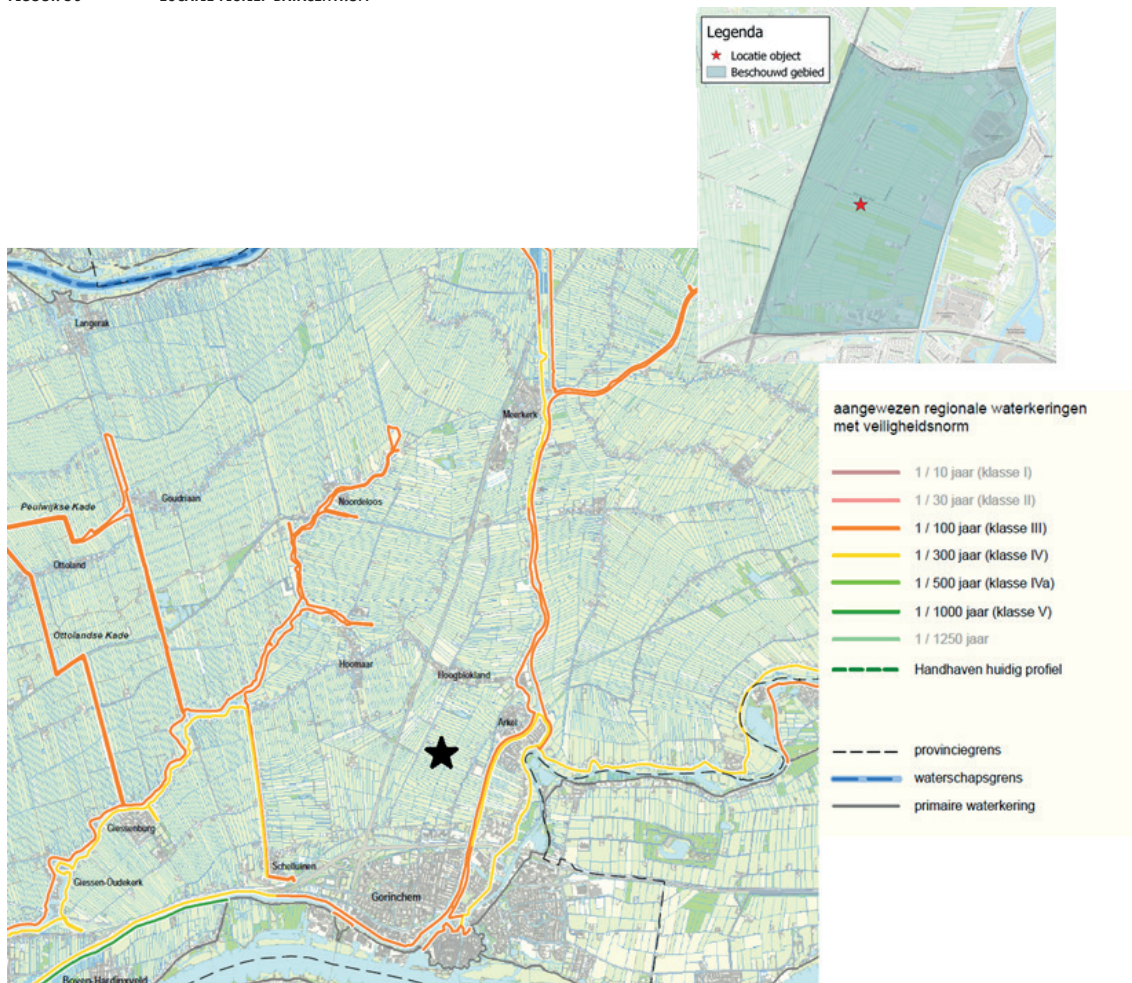 Legenda
Locatie object
Beschouwd gebied
Langerak
Meerkerk
Peulwijkse Kade
Goudriaan
Noordeloos
Ottoland
Ottolandse Kade
Hoornaar
Hoogblokland
Arkel
Giessenburg
Schelluinen
Giessen-Oudekerk
Gorinchem
Boven-Hardinxveld
aangewezen regionale waterkeringen
met veiligheidsnorm
1 / 10 jaar (klasse I)
1 / 30 jaar (klasse II)
1 / 100 jaar (klasse III)
1 / 300 jaar (klasse IV)
1 / 500 jaar (klasse IVa)
1 / 1000 jaar (klasse V)
1 / 1250 jaar
Handhaven huidig profiel
provinciegrens
waterschapsgrens
primaire waterkering